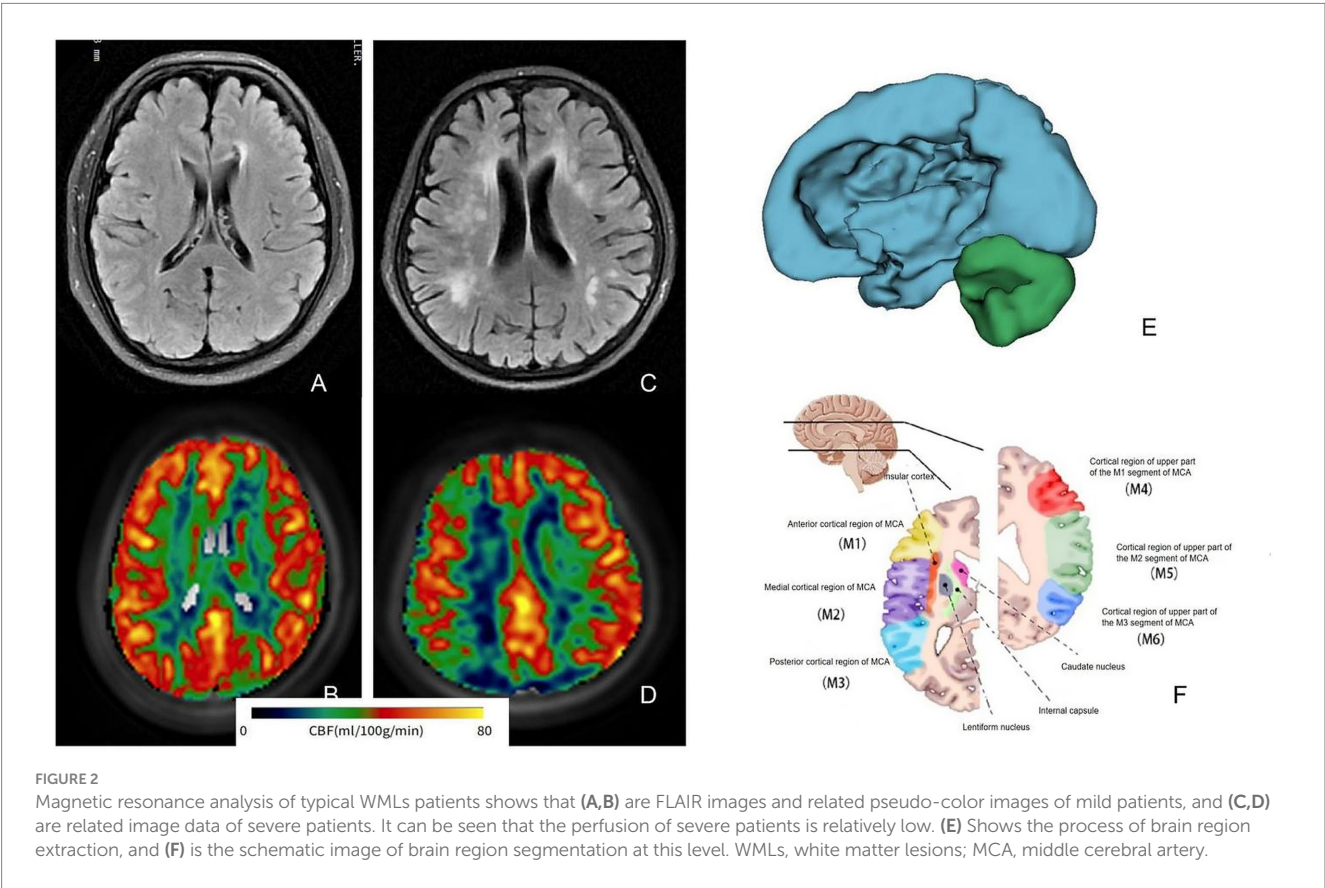 3 mm
LLER.
A
C
B
D
0
CBF(ml/100g/min)
80
E
Insular cortex
Anterior cortical region of MCA
(M1)
Medial cortical region of MCA
(M2)
Posterior cortical region of MCA
(M3)
Cortical region of upper part
of the M1 segment of MCA
(M4)
Cortical region of upper part of
the M2 segment of MCA
(M5)
Cortical region of upper part of
the M3 segment of MCA
(M6)
Caudate nucleus
Internal capsule
Lentiform nucleus
F
FIGURE 2
Magnetic resonance analysis of typical WMLs patients shows that (A,B) are FLAIR images and related pseudo-color images of mild patients, and (C,D)
are related image data of severe patients. It can be seen that the perfusion of severe patients is relatively low. (E) Shows the process of brain region
extraction, and (F) is the schematic image of brain region segmentation at this level. WMLs, white matter lesions; MCA, middle cerebral artery.